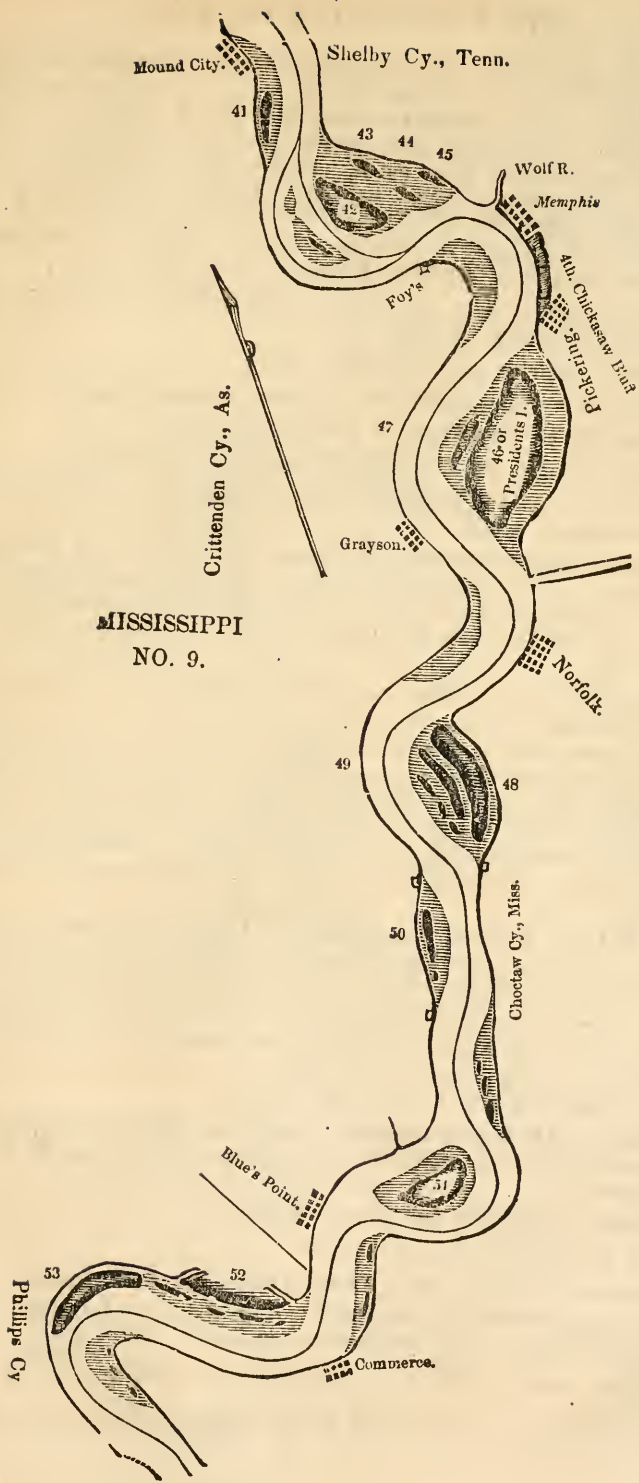 Mound City.
Shelby Cy., Tenn.
41
43
44
45
42
Wolf R.
Memphis
4th. Chickasaw Bluff
Pickering.
Foy's
Crittenden Cy., As.
47
46 or
Presidents I.
Grayson.
MISSISSIPPI
NO. 9.
Norfolk.
49
48
50
Choctaw Cy., Miss.
Blue's Point.
51
53
52
Phillips Cy
Commerce.